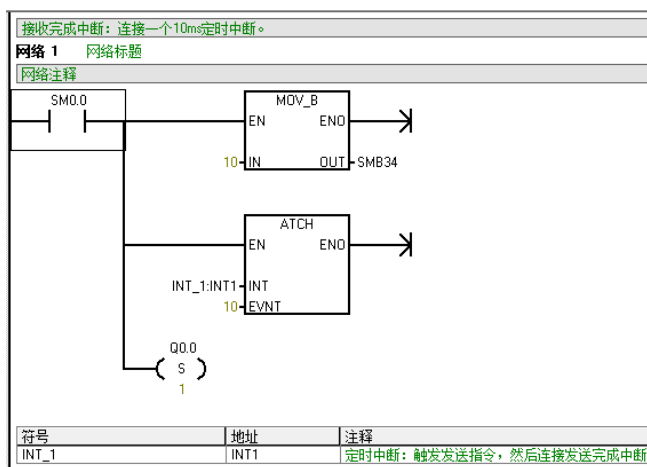 接收完成中断：连接一个10ms定时中断。
网络 1 网络标题
网络注释
SM0.0
MOV_B
EN ENO
10 IN OUT SMB34
ATCH
EN ENO
INT_1:INT1 INT
10 EVNT
Q0.0
S
1
符号 地址 注释
INT_1 INT1 定时中断：触发发送指令，然后连接发送完成中断